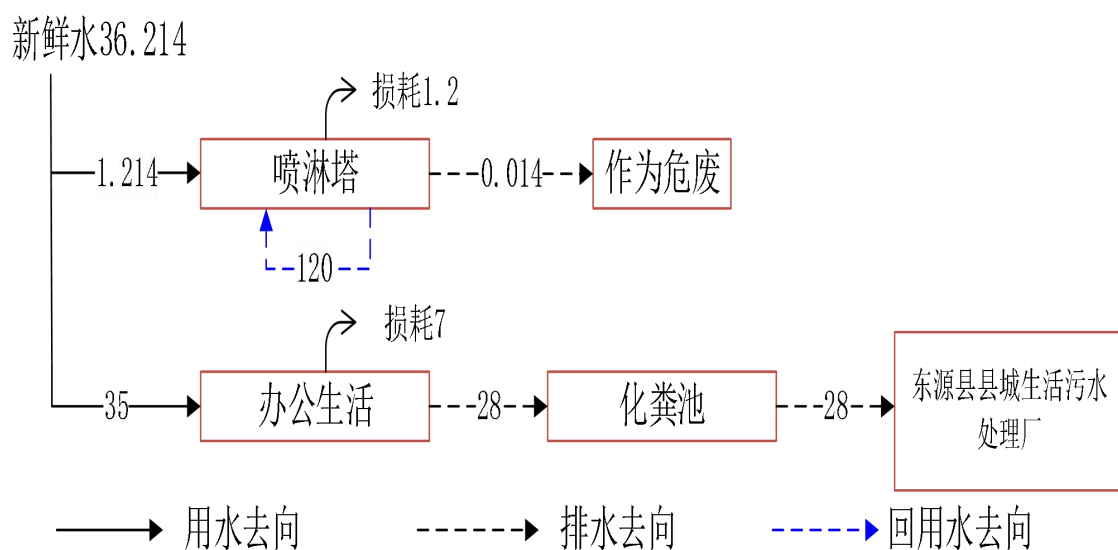 新鲜水36.214
损耗1.2
1.214
喷淋塔
0.014
作为危废
120
损耗7
35
办公生活
28
化粪池
28
东源县县城生活污水
处理厂
用水去向
排水去向
回用水去向